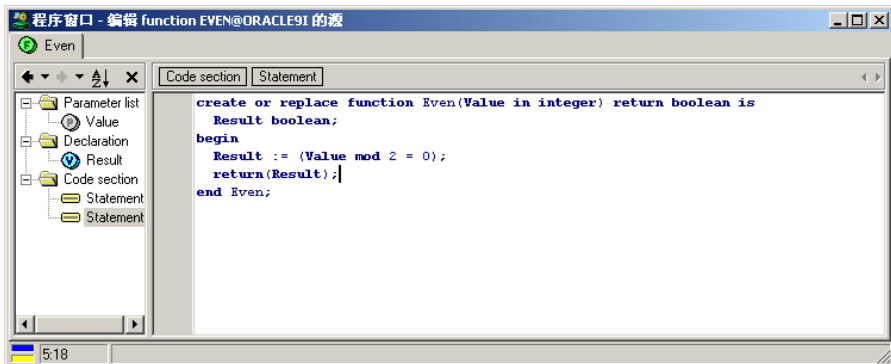 程序窗口 - 编辑 function EVEN@ORACLE9I 的源
Even
Code section Statement
Parameter list
Value
Declaration
Result
Code section
Statement
Statement
create or replace function Even(Value in integer) return boolean is
Result boolean;
begin
Result := (Value mod 2 = 0);
return(Result);
end Even;
5:18